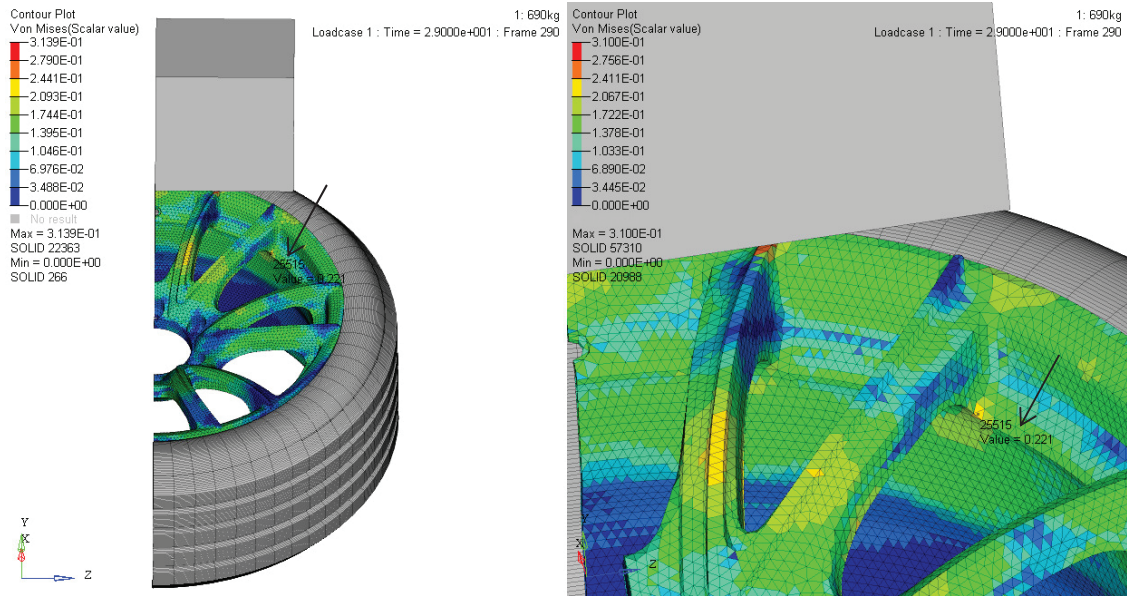 Contour Plot
Von Mises(Scalar value)
3.139E-01
2.790E-01
2.441E-01
2.093E-01
1.744E-01
1.395E-01
1.046E-01
6.976E-02
3.488E-02
0.000E+00
No result
Max = 3.139E-01
SOLID 22363
Min = 0.000E+00
SOLID 266
1: 690kg
Loadcase 1 : Time = 2.9000e+001 : Frame 290
25515
Value = 0.221
Y
X
Z
Contour Plot
Von Mises(Scalar value)
3.100E-01
2.756E-01
2.411E-01
2.067E-01
1.722E-01
1.378E-01
1.033E-01
6.890E-02
3.445E-02
0.000E+00
Max = 3.100E-01
SOLID 57310
Min = 0.000E+00
SOLID 20988
1: 690kg
Loadcase 1 : Time = 2.9000e+001 : Frame 290
25515
Value = 0.221
Y
X
Z